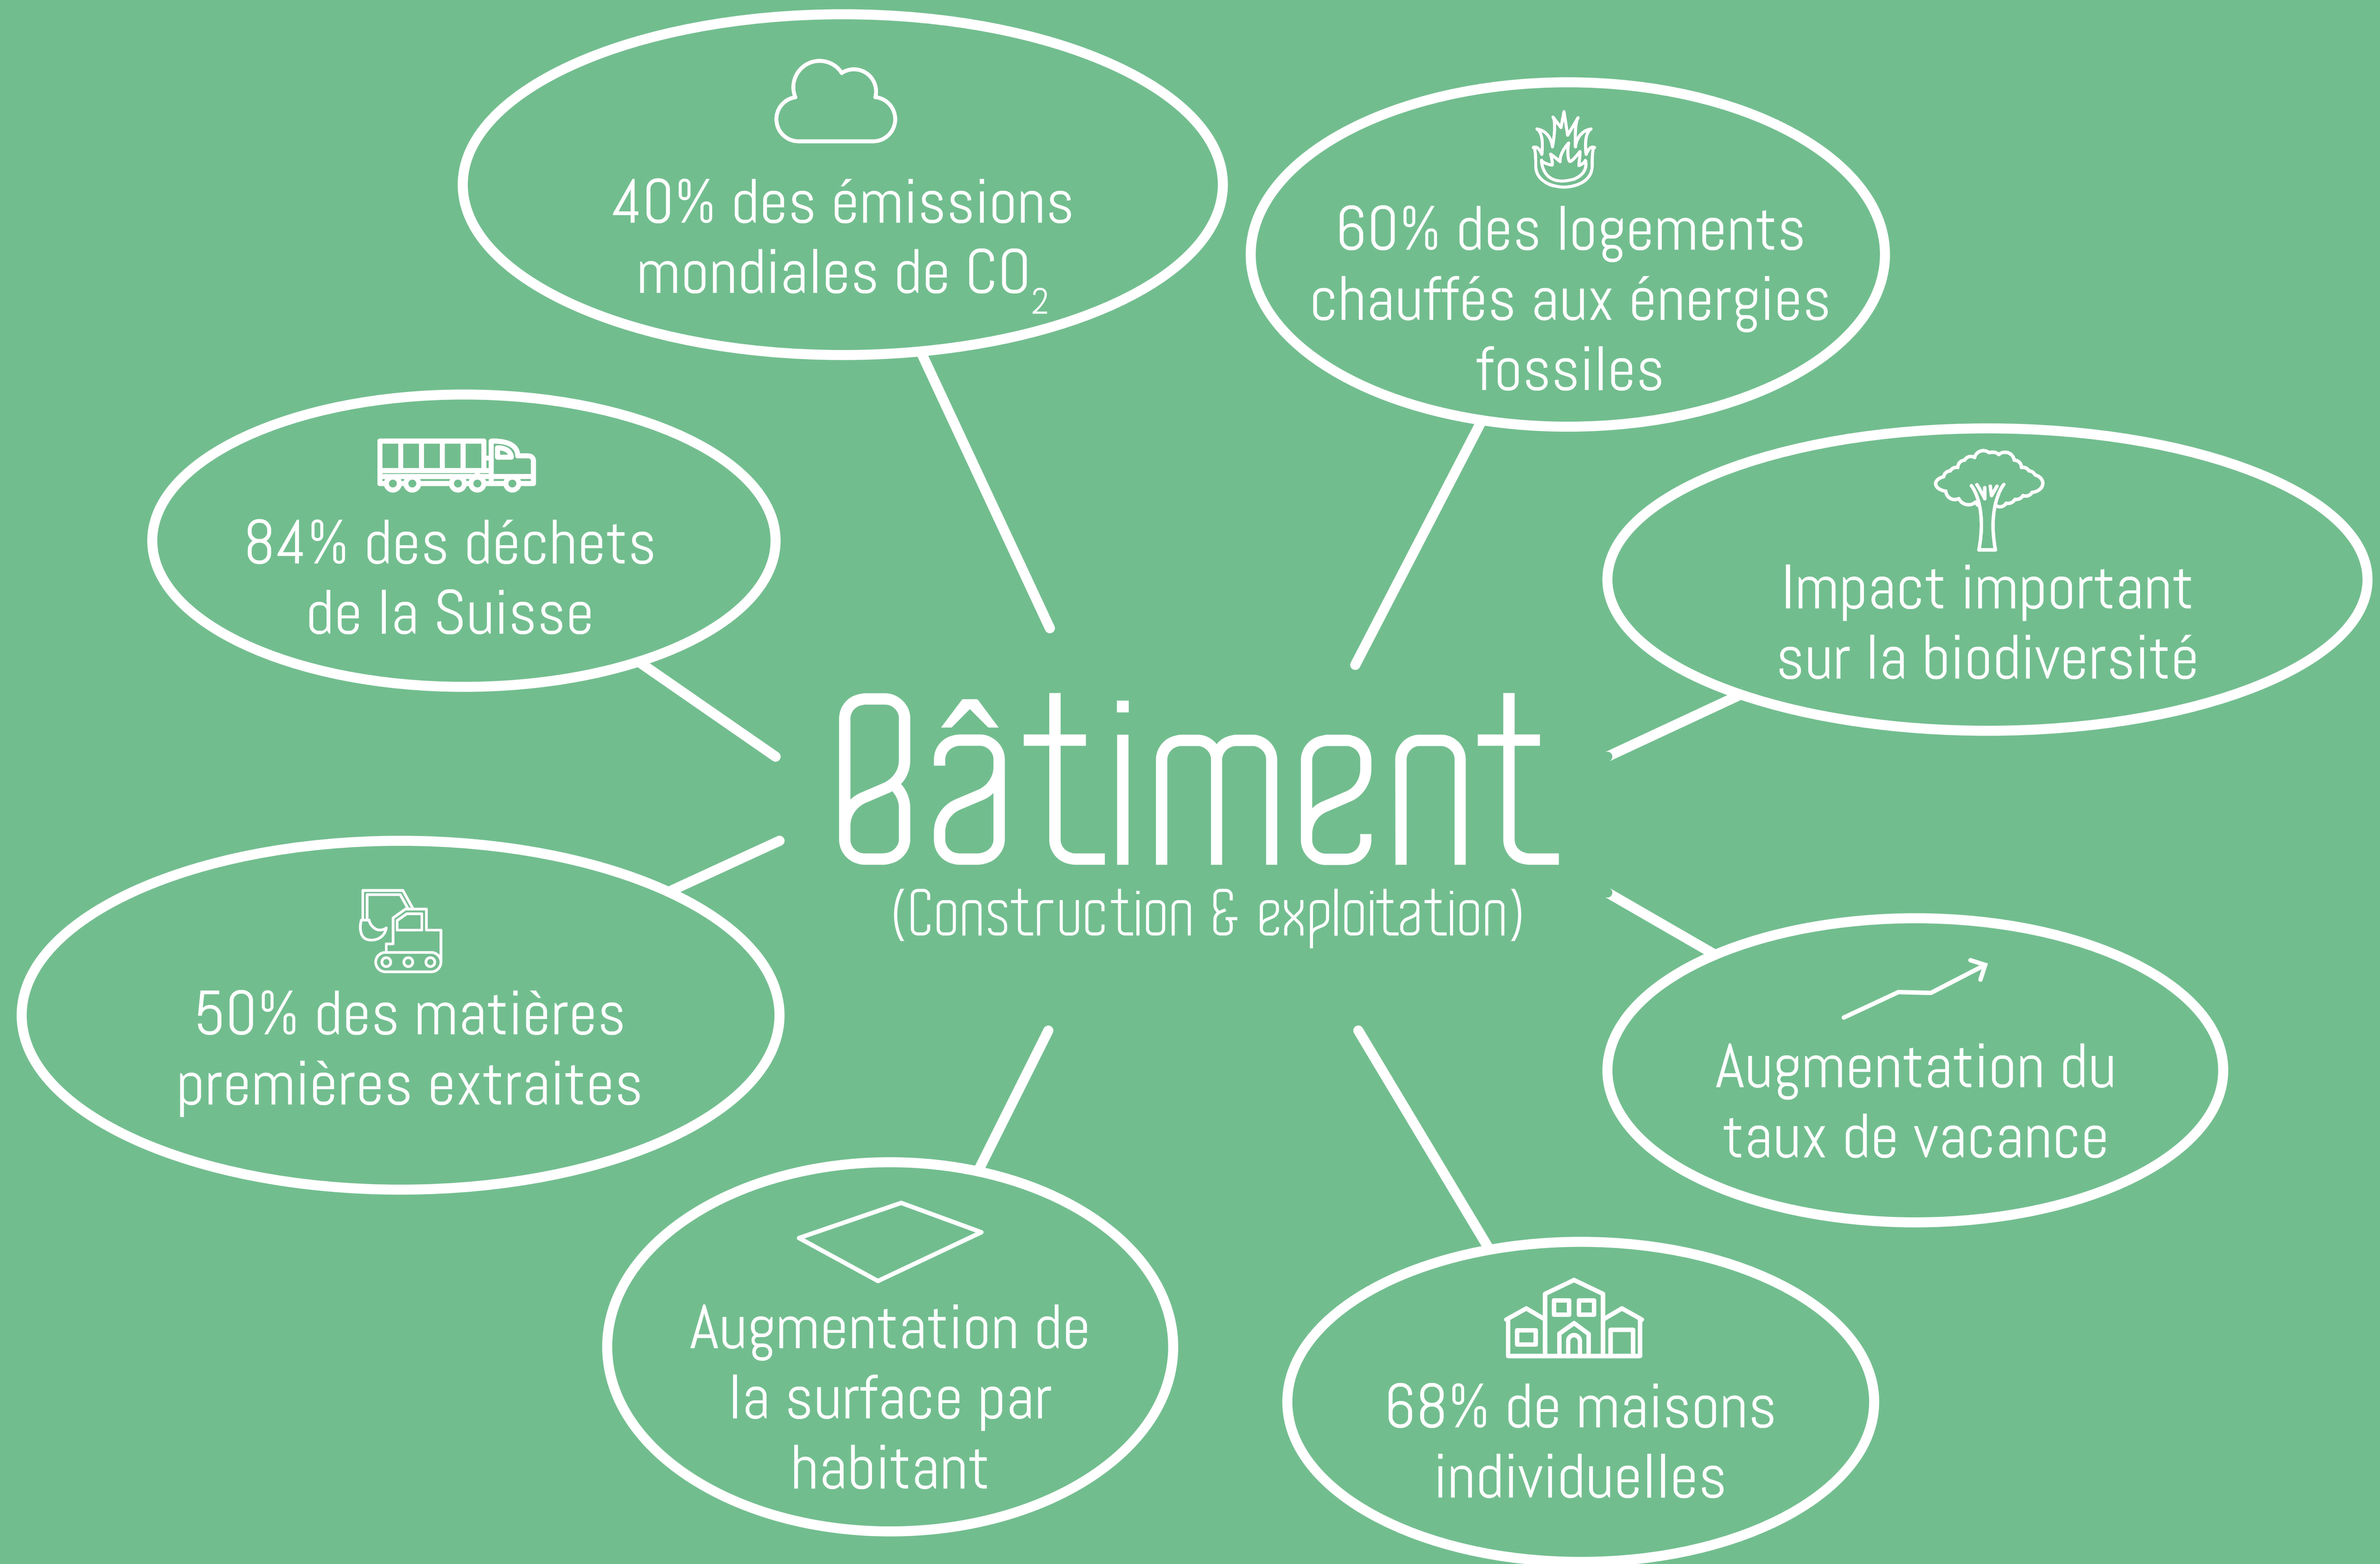 40% des émissions
mondiales de CO₂
60% des logements
chauffés aux énergies
fossiles
84% des déchets
de la Suisse
Impact important
sur la biodiversité
Bâtiment
(Construction & exploitation)
50% des matières
premières extraites
Augmentation du
taux de vacance
Augmentation de
la surface par
habitant
68% de maisons
individuelles